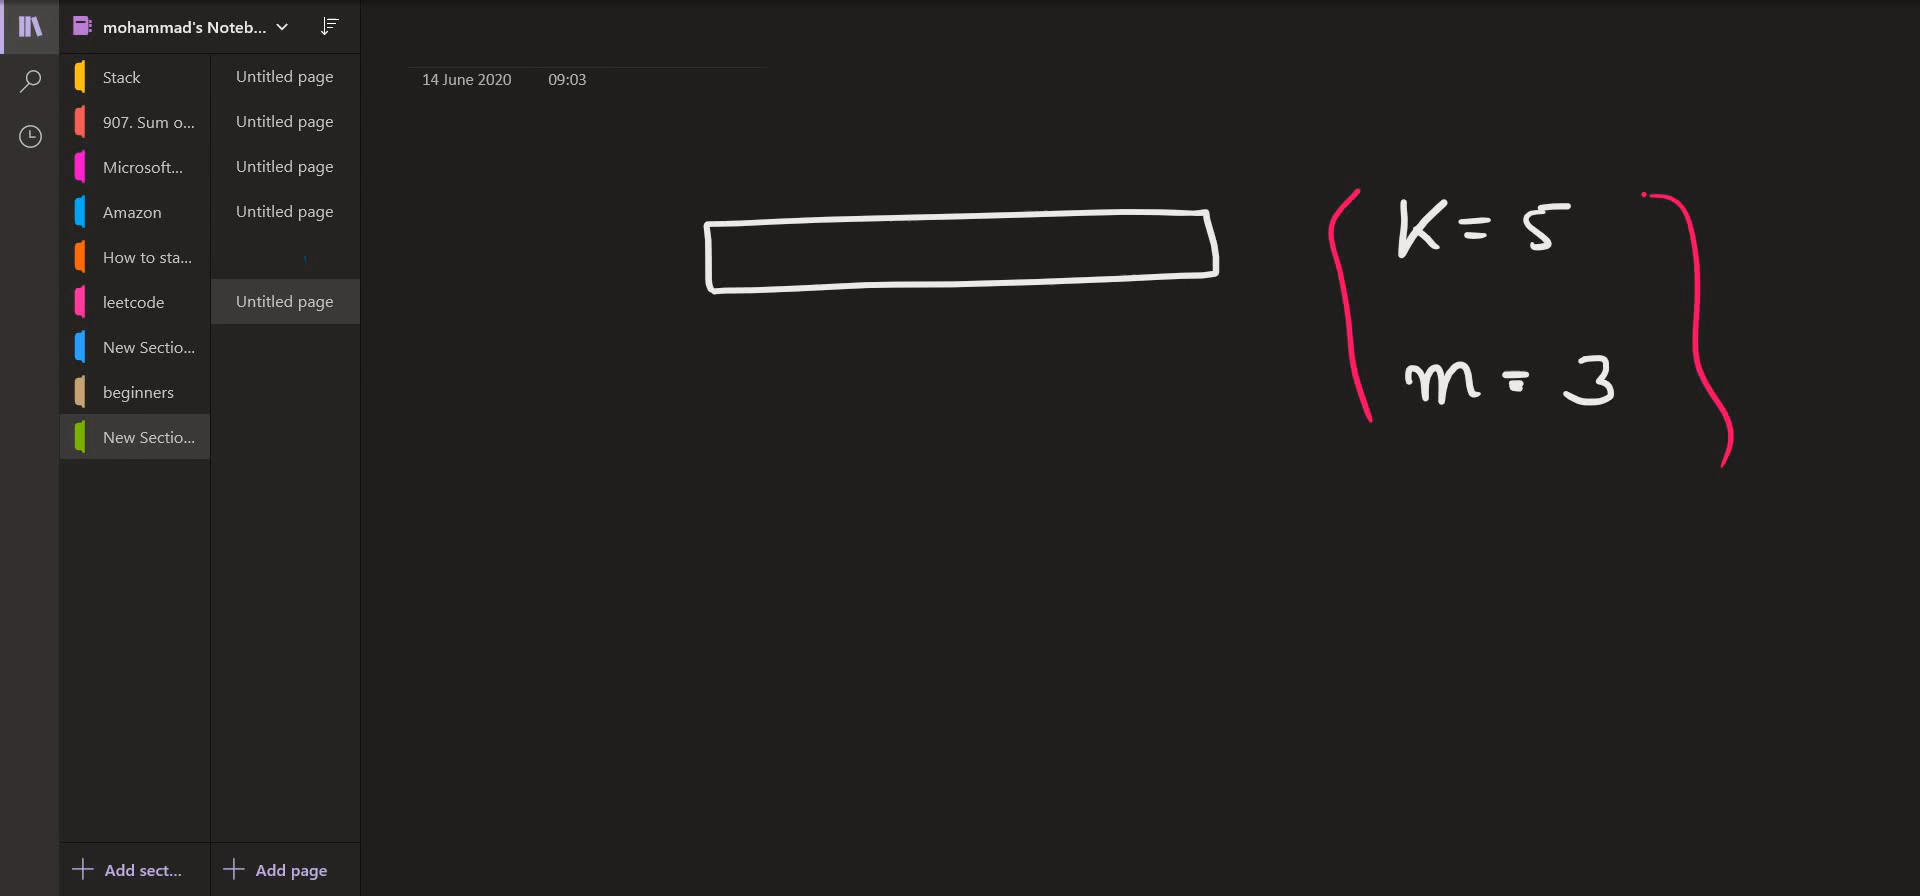 mohammad's Noteb...
Stack
907. Sum o...
Microsoft...
Amazon
How to sta...
leetcode
New Sectio...
beginners
New Sectio...
Add sect...
Untitled page
Untitled page
Untitled page
Untitled page
Untitled page
Add page
14 June 2020 09:03
K = 5
m = 3